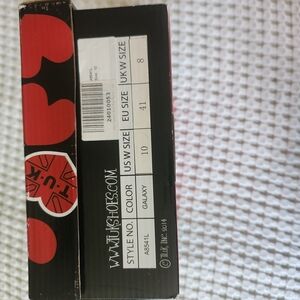 WWW.TUKSHOES.COM
STYLE NO. COLOR US W SIZE EU SIZE UK W SIZE
A8541L GALAXY 10 41 8
© T.U.K. INC. 2014
24010053
T.U.K